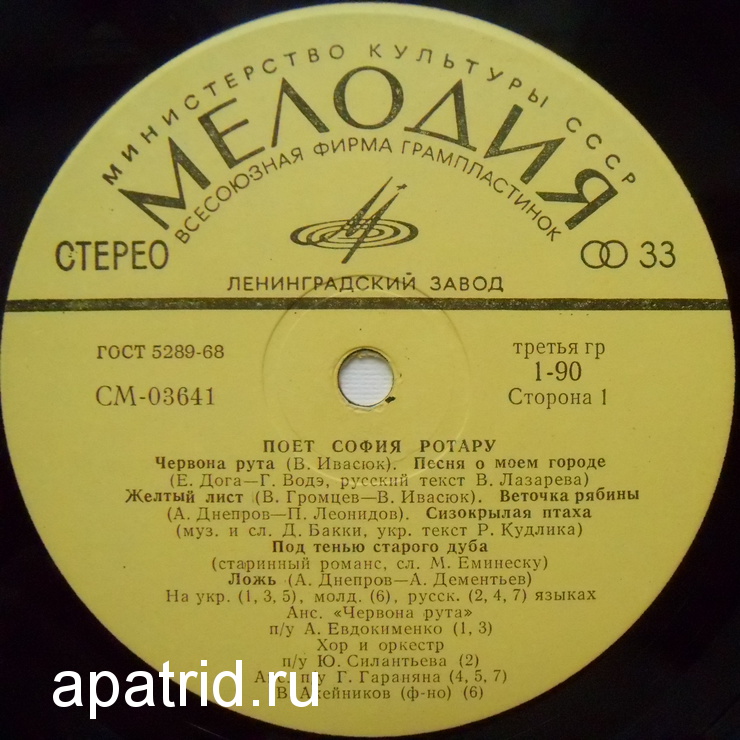 МИНИСТЕРСТВО КУЛЬТУРЫ СССР
МЕЛОДИЯ
ВСЕСОЮЗНАЯ ФИРМА ГРАМПЛАСТИНОК
СТЕРЕО
33
ЛЕНИНГРАДСКИЙ ЗАВОД
ГОСТ 5289-68
третья гр
СМ-03641
1-90
Сторона 1
ПОЕТ СОФИЯ РОТАРУ
Червона рута (В. Ивасюк). Песня о моем городе
(Е. Дога—Г. Водэ, русский текст В. Лазарева)
Желтый лист (В. Громцев—В. Ивасюк). Веточка рябины
(А. Днепров—П. Леонидов). Сизокрылая птаха
(муз. и сл. Д. Бакки, укр. текст Р. Кудлика)
Под тенью старого дуба
(старинный романс, сл. М. Еминеску)
Ложь (А. Днепров—А. Дементьев)
На укр. (1, 3, 5), молд. (6), русск. (2, 4, 7) языках
Анс. «Червона рута»
п/у А. Евдокименко (1, 3)
Хор и оркестр
п/у Ю. Силантьева (2)
Анс. п/у Г. Гараняна (4, 5, 7)
В. Акейников (ф-но) (6)
apatrid.ru